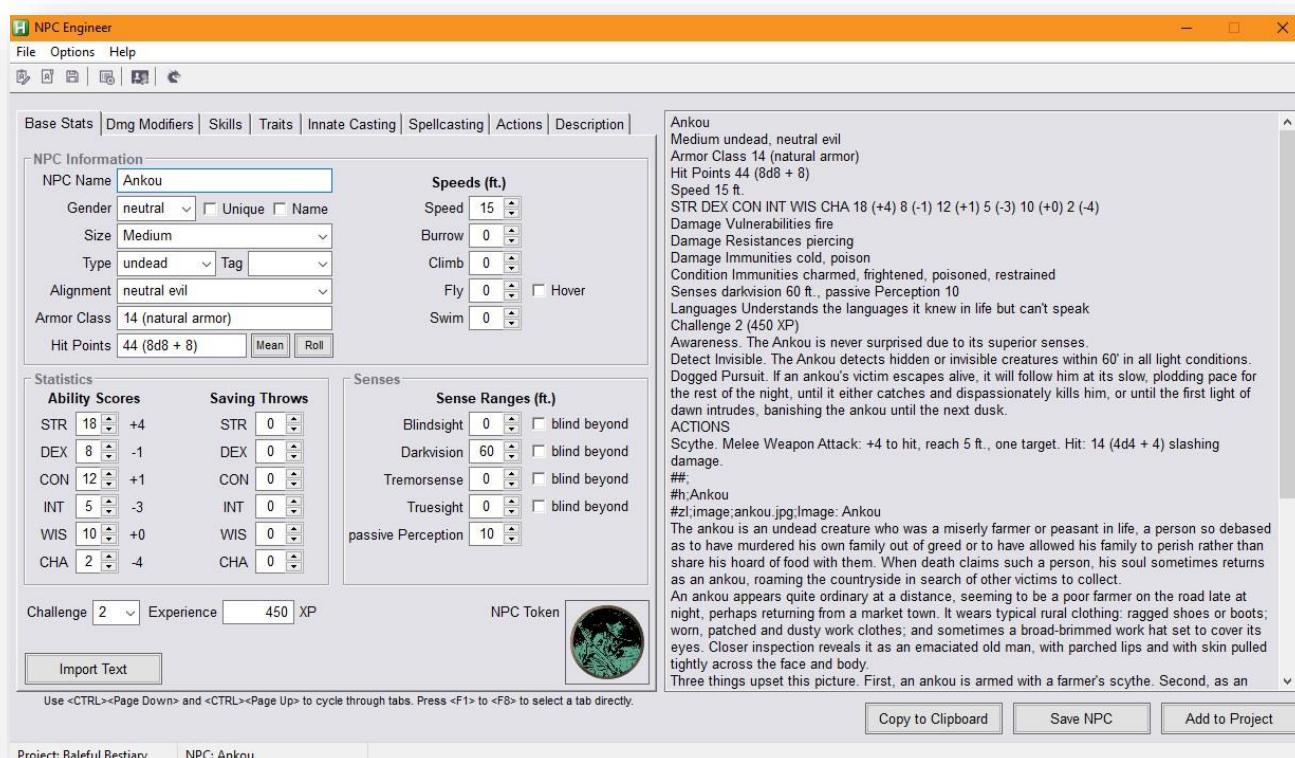 NPC Engineer
File Options Help
Base Stats Dmg Modifiers Skills Traits Innate Casting Spellcasting Actions Description
NPC Information
NPC Name Ankou
Gender neutral Unique Name
Size Medium
Type undead Tag
Alignment neutral evil
Armor Class 14 (natural armor)
Hit Points 44 (8d8 + 8) Mean Roll
Speeds (ft.)
Speed 15
Burrow 0
Climb 0
Fly 0 Hover
Swim 0
Statistics
Ability Scores Saving Throws
STR 18 +4 STR 0
DEX 8 -1 DEX 0
CON 12 +1 CON 0
INT 5 -3 INT 0
WIS 10 +0 WIS 0
CHA 2 -4 CHA 0
Senses
Sense Ranges (ft.)
Blindsight 0 blind beyond
Darkvision 60 blind beyond
Tremorsense 0 blind beyond
Truesight 0 blind beyond
passive Perception 10
Challenge 2 Experience 450 XP
NPC Token
Import Text
Use <CTRL><Page Down> and <CTRL><Page Up> to cycle through tabs. Press <F1> to <F8> to select a tab directly.
Ankou
Medium undead, neutral evil
Armor Class 14 (natural armor)
Hit Points 44 (8d8 + 8)
Speed 15 ft.
STR DEX CON INT WIS CHA 18 (+4) 8 (-1) 12 (+1) 5 (-3) 10 (+0) 2 (-4)
Damage Vulnerabilities fire
Damage Resistances piercing
Damage Immunities cold, poison
Condition Immunities charmed, frightened, poisoned, restrained
Senses darkvision 60 ft., passive Perception 10
Languages Understands the languages it knew in life but can't speak
Challenge 2 (450 XP)
Awareness. The Ankou is never surprised due to its superior senses.
Detect Invisible. The Ankou detects hidden or invisible creatures within 60' in all light conditions.
Dogged Pursuit. If an ankou's victim escapes alive, it will follow him at its slow, plodding pace for
the rest of the night, until it either catches and dispassionately kills him, or until the first light of
dawn intrudes, banishing the ankou until the next dusk.
ACTIONS
Scythe. Melee Weapon Attack: +4 to hit, reach 5 ft., one target. Hit: 14 (4d4 + 4) slashing
damage.
##;
#h;Ankou
#zl;image;ankou.jpg;Image: Ankou
The ankou is an undead creature who was a miserly farmer or peasant in life, a person so debased
as to have murdered his own family out of greed or to have allowed his family to perish rather than
share his hoard of food with them. When death claims such a person, his soul sometimes returns
as an ankou, roaming the countryside in search of other victims to collect.
An ankou appears quite ordinary at a distance, seeming to be a poor farmer on the road late at
night, perhaps returning from a market town. It wears typical rural clothing: ragged shoes or boots;
worn, patched and dusty work clothes; and sometimes a broad-brimmed work hat set to cover its
eyes. Closer inspection reveals it as an emaciated old man, with parched lips and with skin pulled
tightly across the face and body.
Three things upset this picture. First, an ankou is armed with a farmer's scythe. Second, as an
Copy to Clipboard Save NPC Add to Project
Project: Baleful Bestiary NPC: Ankou